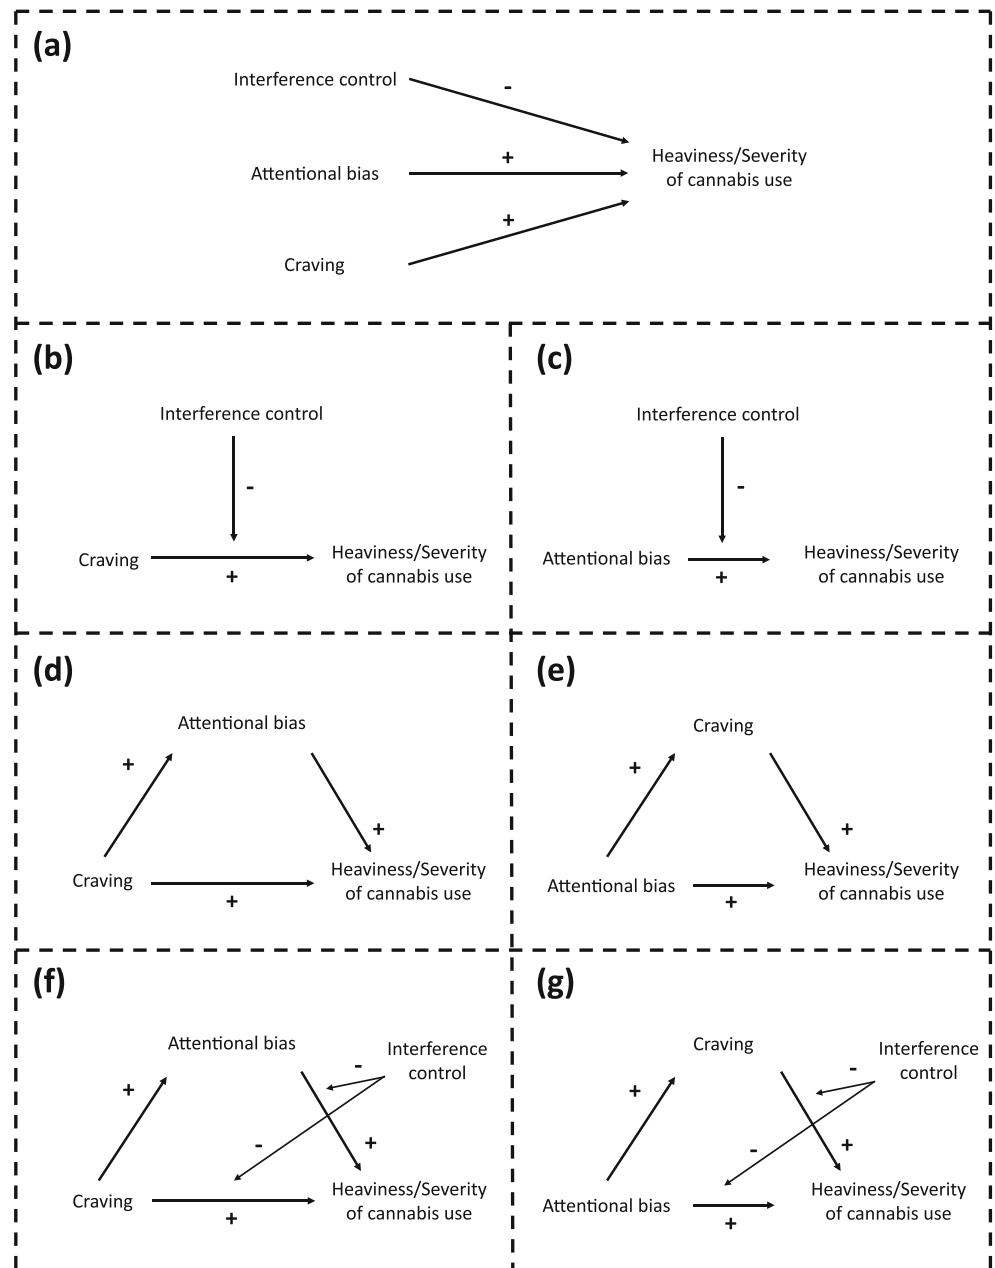 (a)
Interference control
-
Attentional bias
+
Heaviness/Severity
of cannabis use
+
Craving
(b)
Interference control
-
Craving
+
Heaviness/Severity
of cannabis use
(c)
Interference control
-
Attentional bias
+
Heaviness/Severity
of cannabis use
(d)
Attentional bias
+
+
Craving
+
Heaviness/Severity
of cannabis use
(e)
Craving
+
+
Attentional bias
+
Heaviness/Severity
of cannabis use
(f)
Attentional bias
Interference
control
+
-
-
+
Craving
+
Heaviness/Severity
of cannabis use
(g)
Craving
Interference
control
+
-
-
+
Attentional bias
+
Heaviness/Severity
of cannabis use